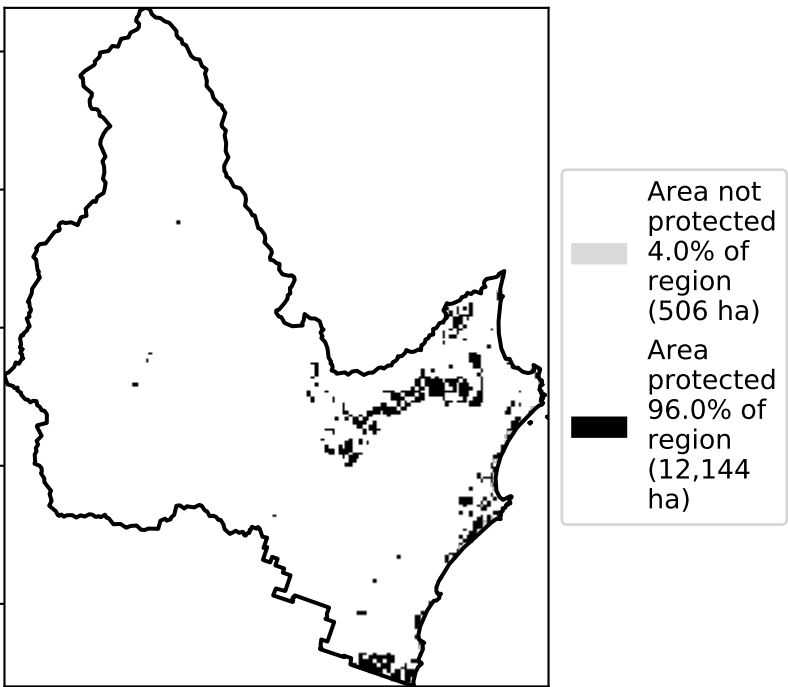 Area not
protected
4.0% of
region
(506 ha)
Area
protected
96.0% of
region
(12,144
ha)